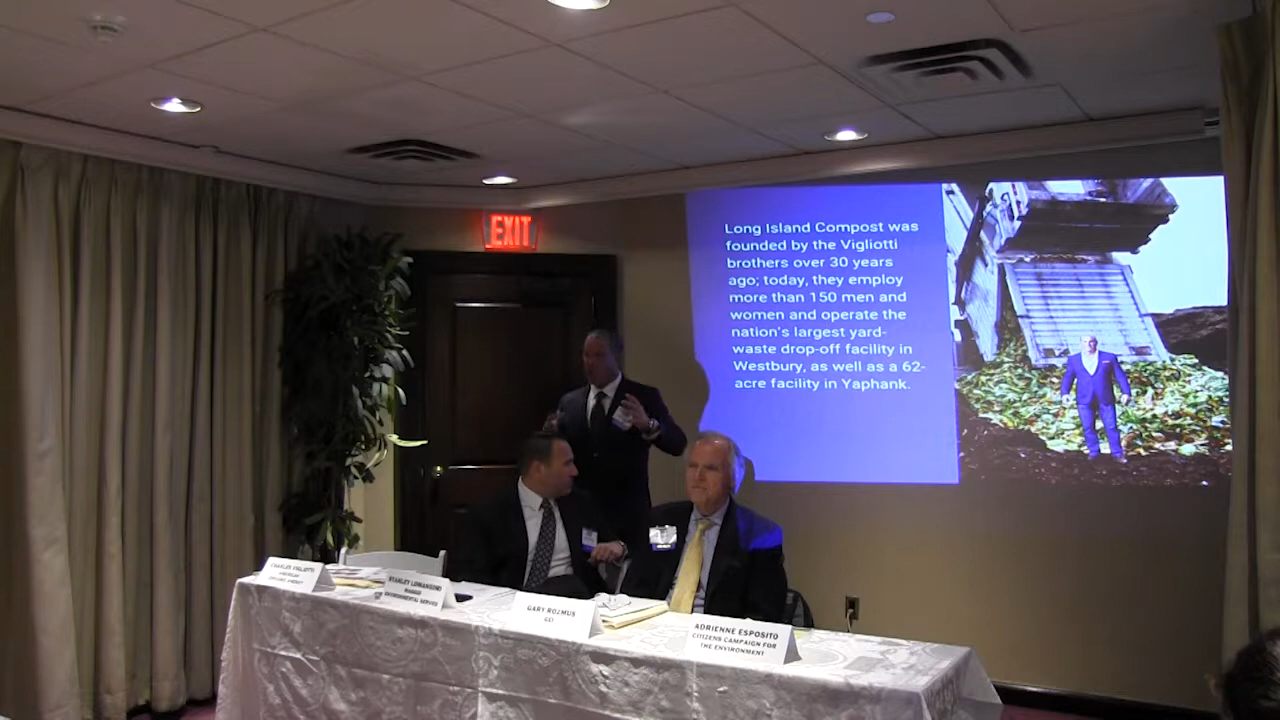 EXIT
Long Island Compost was
founded by the Vigliotti
brothers over 30 years
ago; today, they employ
more than 150 men and
women and operate the
nation's largest yard-
waste drop-off facility in
Westbury, as well as a 62-
acre facility in Yaphank.
CHARLES VIGLIOTTI
STANLEY LOMANGINO
ENVIRONMENTAL SERVICE
GARY ROZMUS
ADRIENNE ESPOSITO
CITIZENS CAMPAIGN FOR
THE ENVIRONMENT